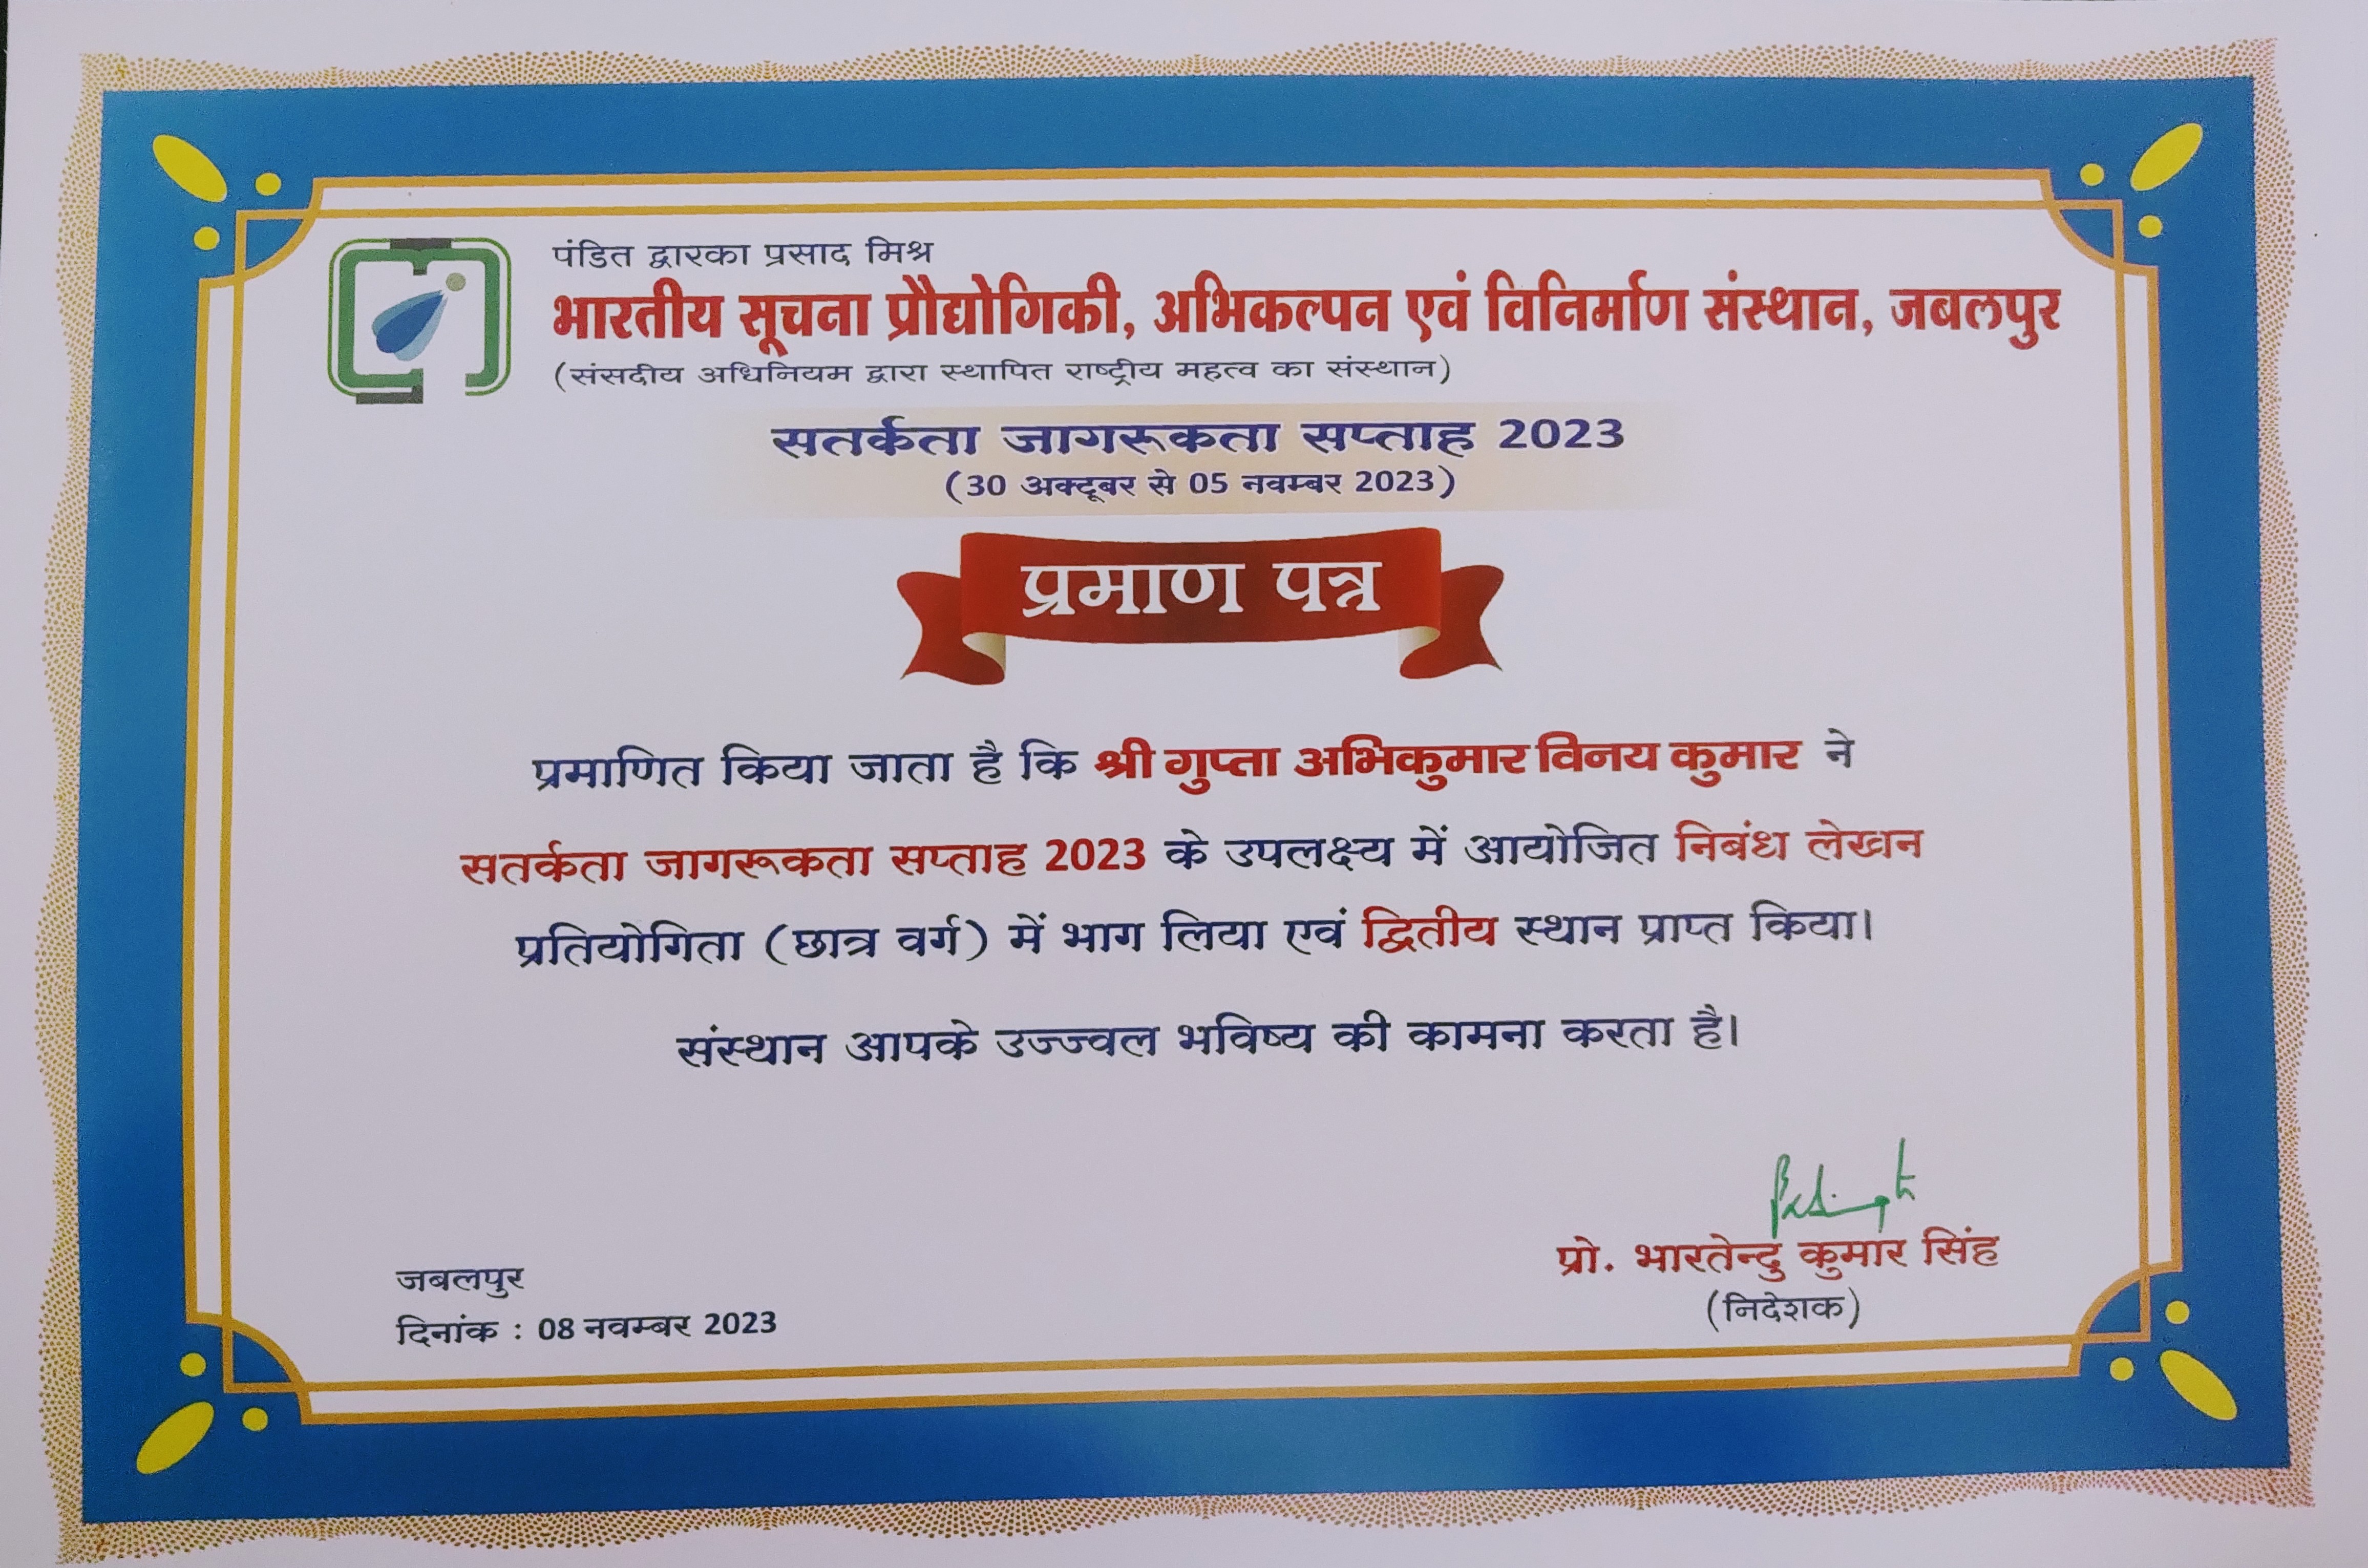 पंडित द्वारका प्रसाद मिश्र
भारतीय सूचना प्रौद्योगिकी, अभिकल्पन एवं विनिर्माण संस्थान, जबलपुर
(संसदीय अधिनियम द्वारा स्थापित राष्ट्रीय महत्व का संस्थान)
सतर्कता जागरूकता सप्ताह 2023
(30 अक्टूबर से 05 नवम्बर 2023)
प्रमाण पत्र
प्रमाणित किया जाता है कि श्री गुप्ता अभिकुमार विनय कुमार ने
सतर्कता जागरूकता सप्ताह 2023 के उपलक्ष्य में आयोजित निबंध लेखन
प्रतियोगिता (छात्र वर्ग) में भाग लिया एवं द्वितीय स्थान प्राप्त किया।
संस्थान आपके उज्ज्वल भविष्य की कामना करता है।
प्रो. भारतेन्दु कुमार सिंह
(निदेशक)
जबलपुर
दिनांक : 08 नवम्बर 2023